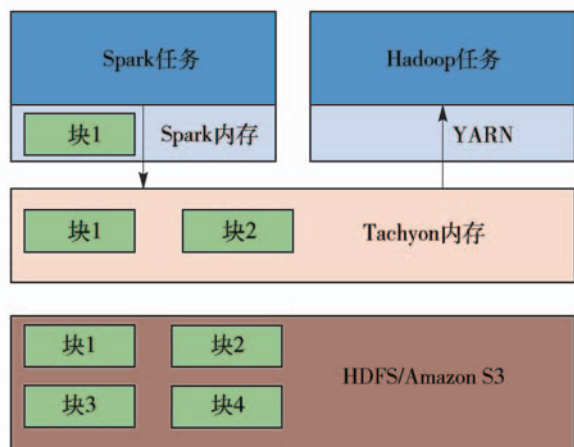 Spark任务
Hadoop任务
块1
Spark内存
YARN
块1
块2
Tachyon内存
块1
块2
HDFS/Amazon S3
块3
块4